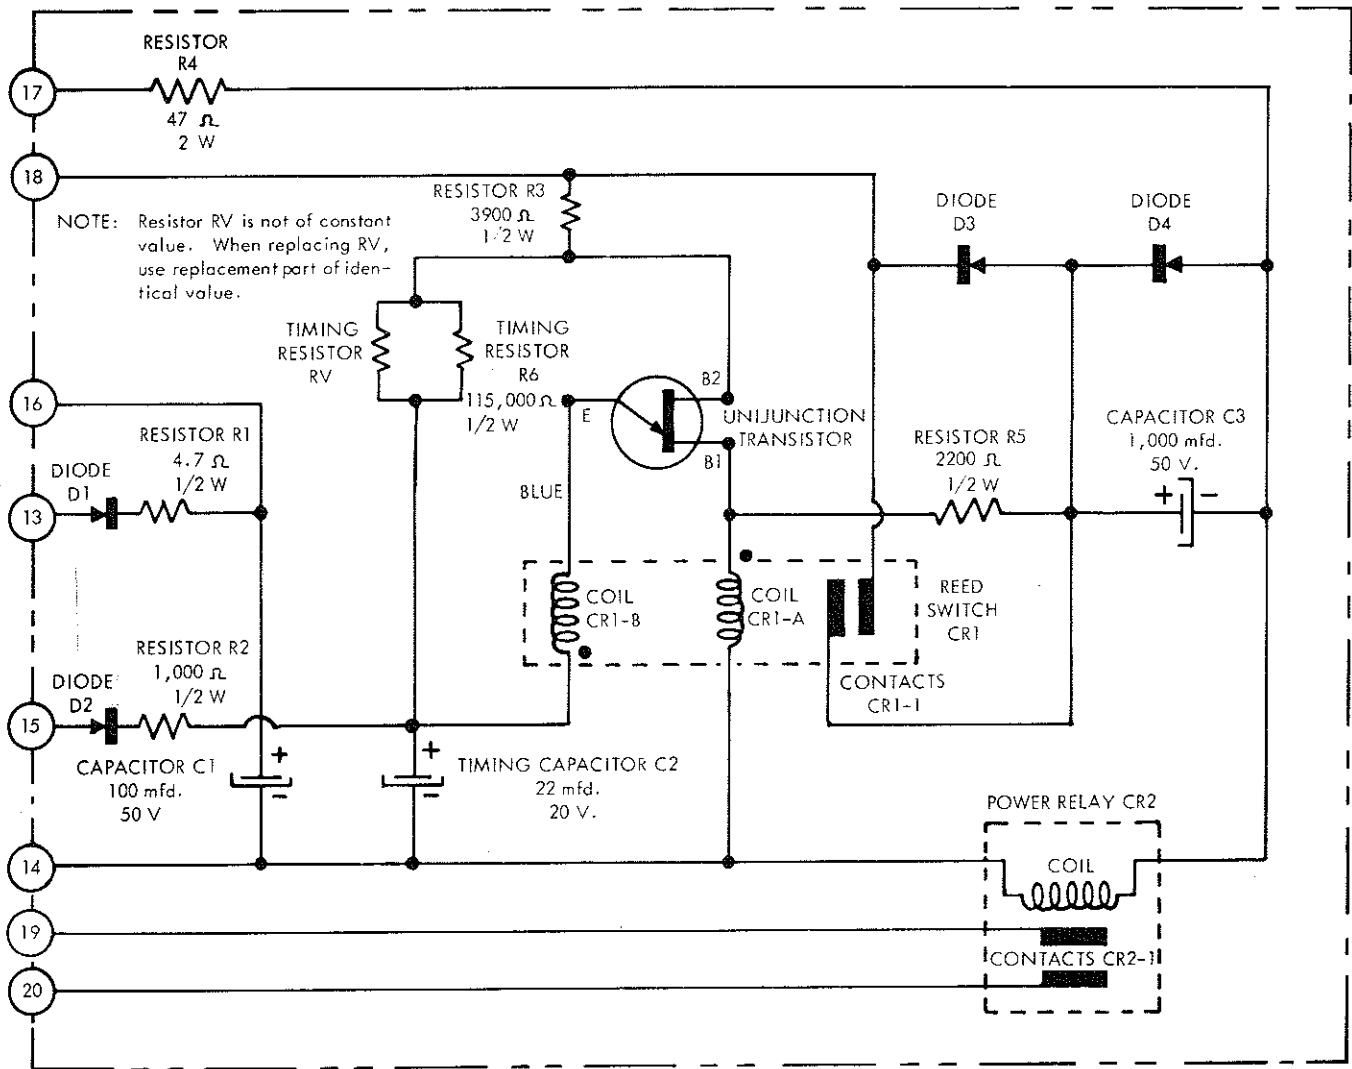 RESISTOR
R4
17
47 Ω
2 W
18
RESISTOR R3
3900 Ω
1/2 W
NOTE: Resistor RV is not of constant
value. When replacing RV,
use replacement part of iden-
tical value.
DIODE
D3
DIODE
D4
TIMING
RESISTOR
RV
TIMING
RESISTOR
R6
115,000 Ω
1/2 W
16
E
B2
B1
UNIJUNCTION
TRANSISTOR
RESISTOR R1
4.7 Ω
1/2 W
DIODE
D1
13
BLUE
RESISTOR R5
2200 Ω
1/2 W
CAPACITOR C3
1,000 mfd.
50 V.
+ -
COIL
CR1-B
COIL
CR1-A
REED
SWITCH
CR1
CONTACTS
CR1-1
RESISTOR R2
1,000 Ω
1/2 W
DIODE
D2
15
CAPACITOR C1
100 mfd.
50 V
+
-
+
-
TIMING CAPACITOR C2
22 mfd.
20 V.
POWER RELAY CR2
14
COIL
19
CONTACTS CR2-1
20